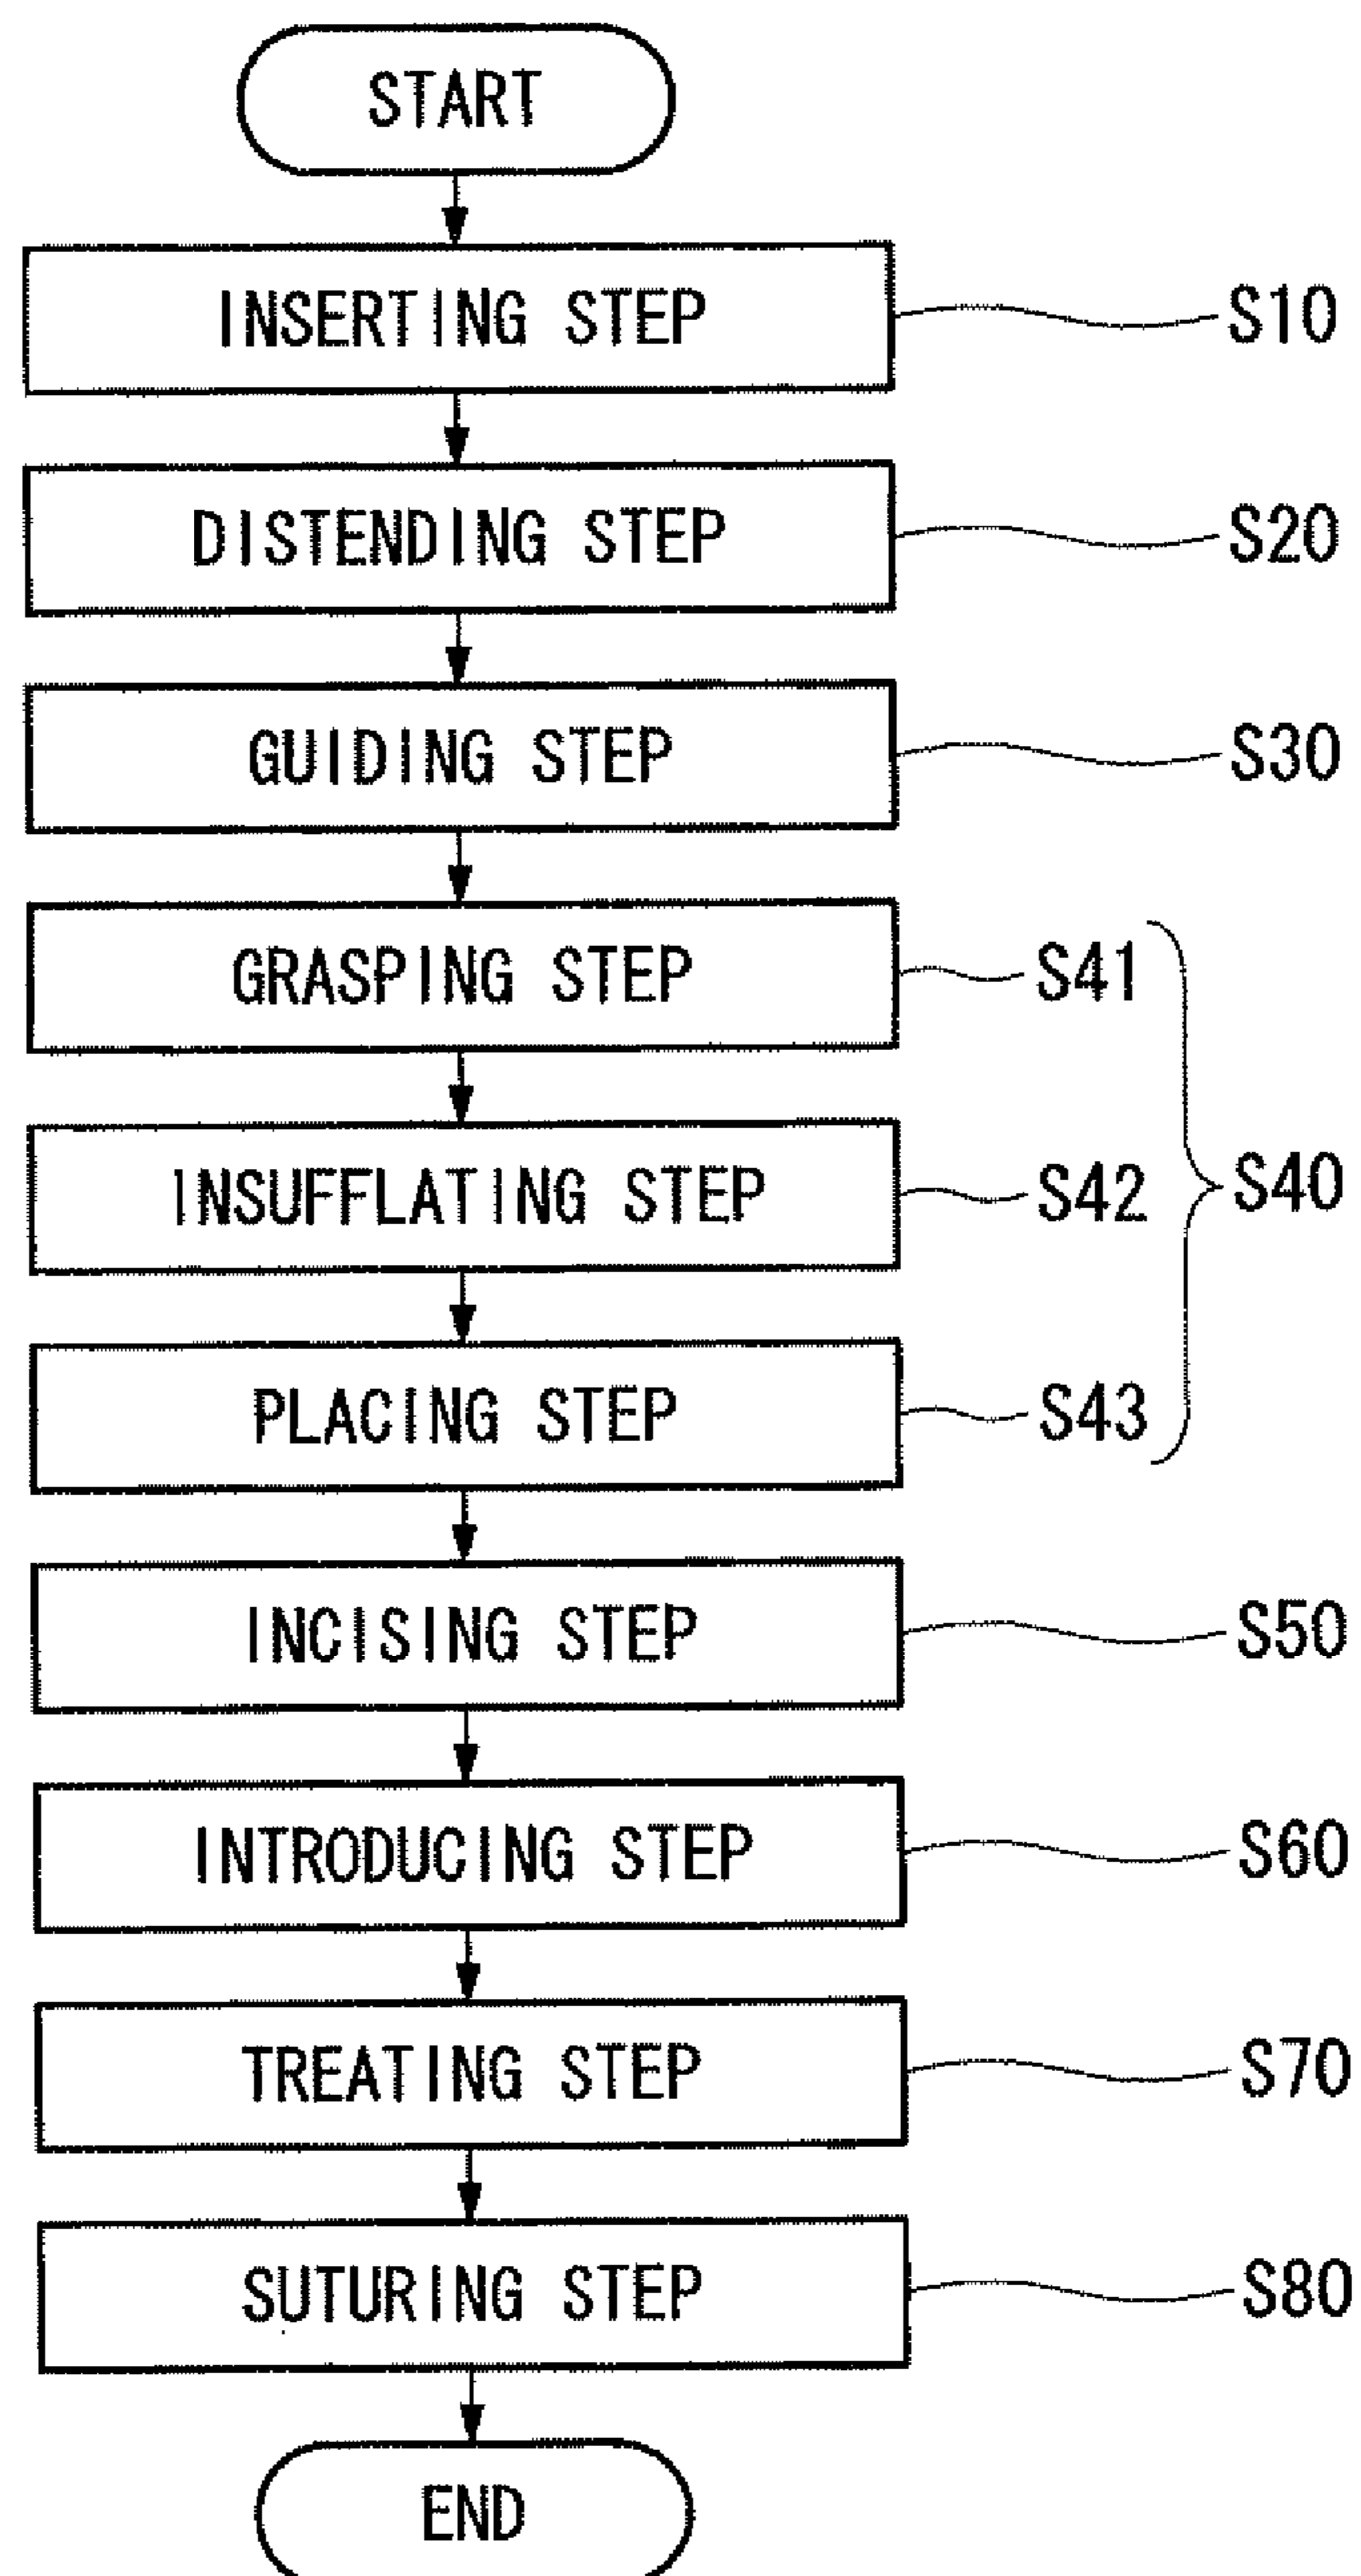 START
INSERTING STEP S10
DISTENDING STEP S20
GUIDING STEP S30
GRASPING STEP S41
INSUFFLATING STEP S42 S40
PLACING STEP S43
INCISING STEP S50
INTRODUCING STEP S60
TREATING STEP S70
SUTURING STEP S80
END